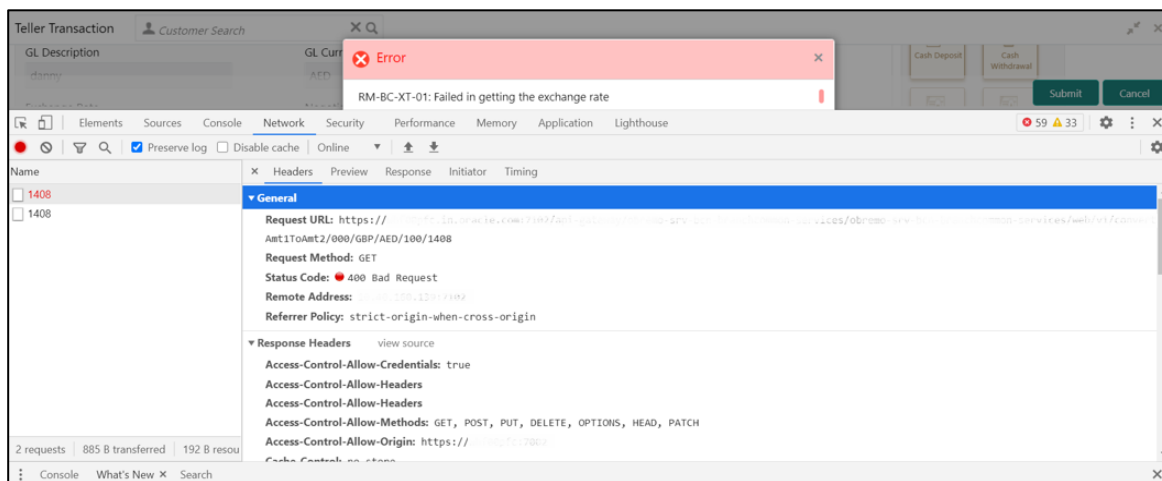 Teller Transaction Customer Search
GL Description GL Curr Error
danny AED
RM-BC-XT-01: Failed in getting the exchange rate
Cash Deposit Cash Withdrawal
Submit Cancel
Elements Sources Console Network Security Performance Memory Application Lighthouse 59 33
Preserve log Disable cache Online
Name Headers Preview Response Initiator Timing
1408
1408
General
Request URL: https://
Amt1ToAmt2/000/GBP/AED/100/1408
Request Method: GET
Status Code: 400 Bad Request
Remote Address:
Referrer Policy: strict-origin-when-cross-origin
Response Headers view source
Access-Control-Allow-Credentials: true
Access-Control-Allow-Headers
Access-Control-Allow-Headers
Access-Control-Allow-Methods: GET, POST, PUT, DELETE, OPTIONS, HEAD, PATCH
Access-Control-Allow-Origin: https://
Cache-Control: no-store
2 requests 885 B transferred 192 B resou
Console What's New Search